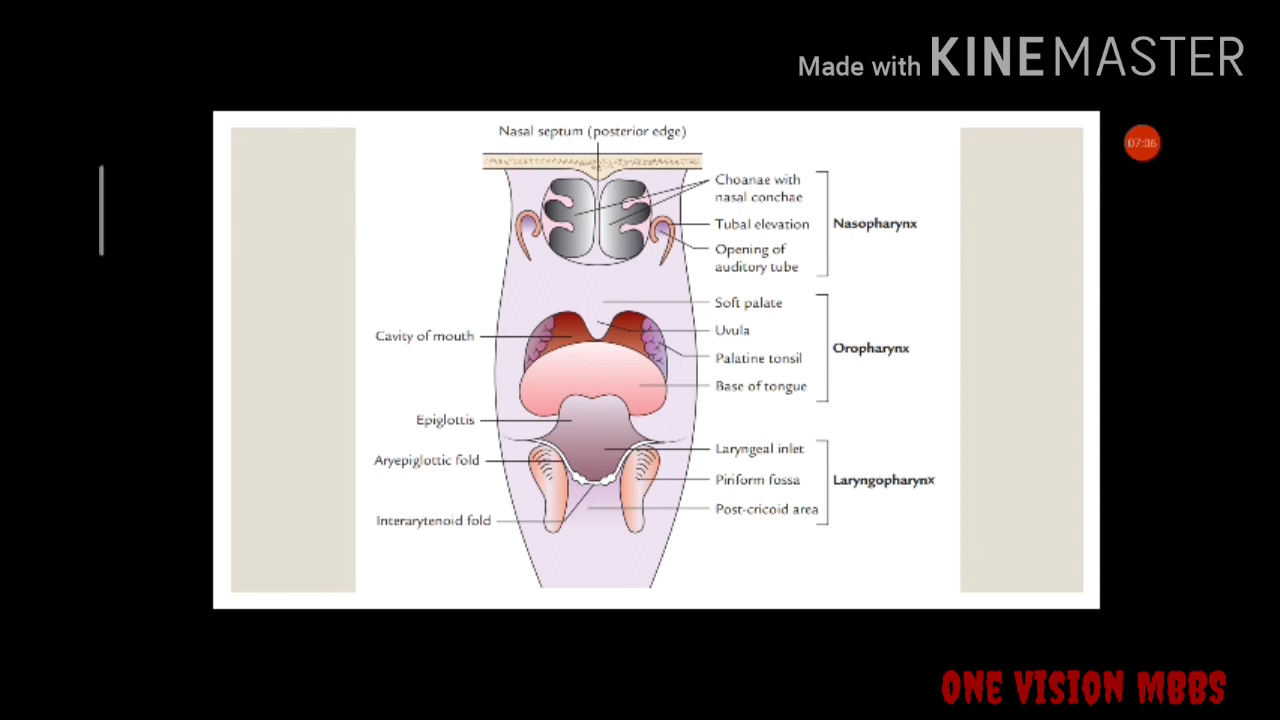 Made with KINEMASTER
Nasal septum (posterior edge)
07:06
Choanae with
nasal conchae
Tubal elevation
Nasopharynx
Opening of
auditory tube
Soft palate
Uvula
Cavity of mouth
Oropharynx
Palatine tonsil
Base of tongue
Epiglottis
Laryngeal inlet
Aryepiglottic fold
Piriform fossa
Laryngopharynx
Post-cricoid area
Interarytenoid fold
ONE VISION MBBS